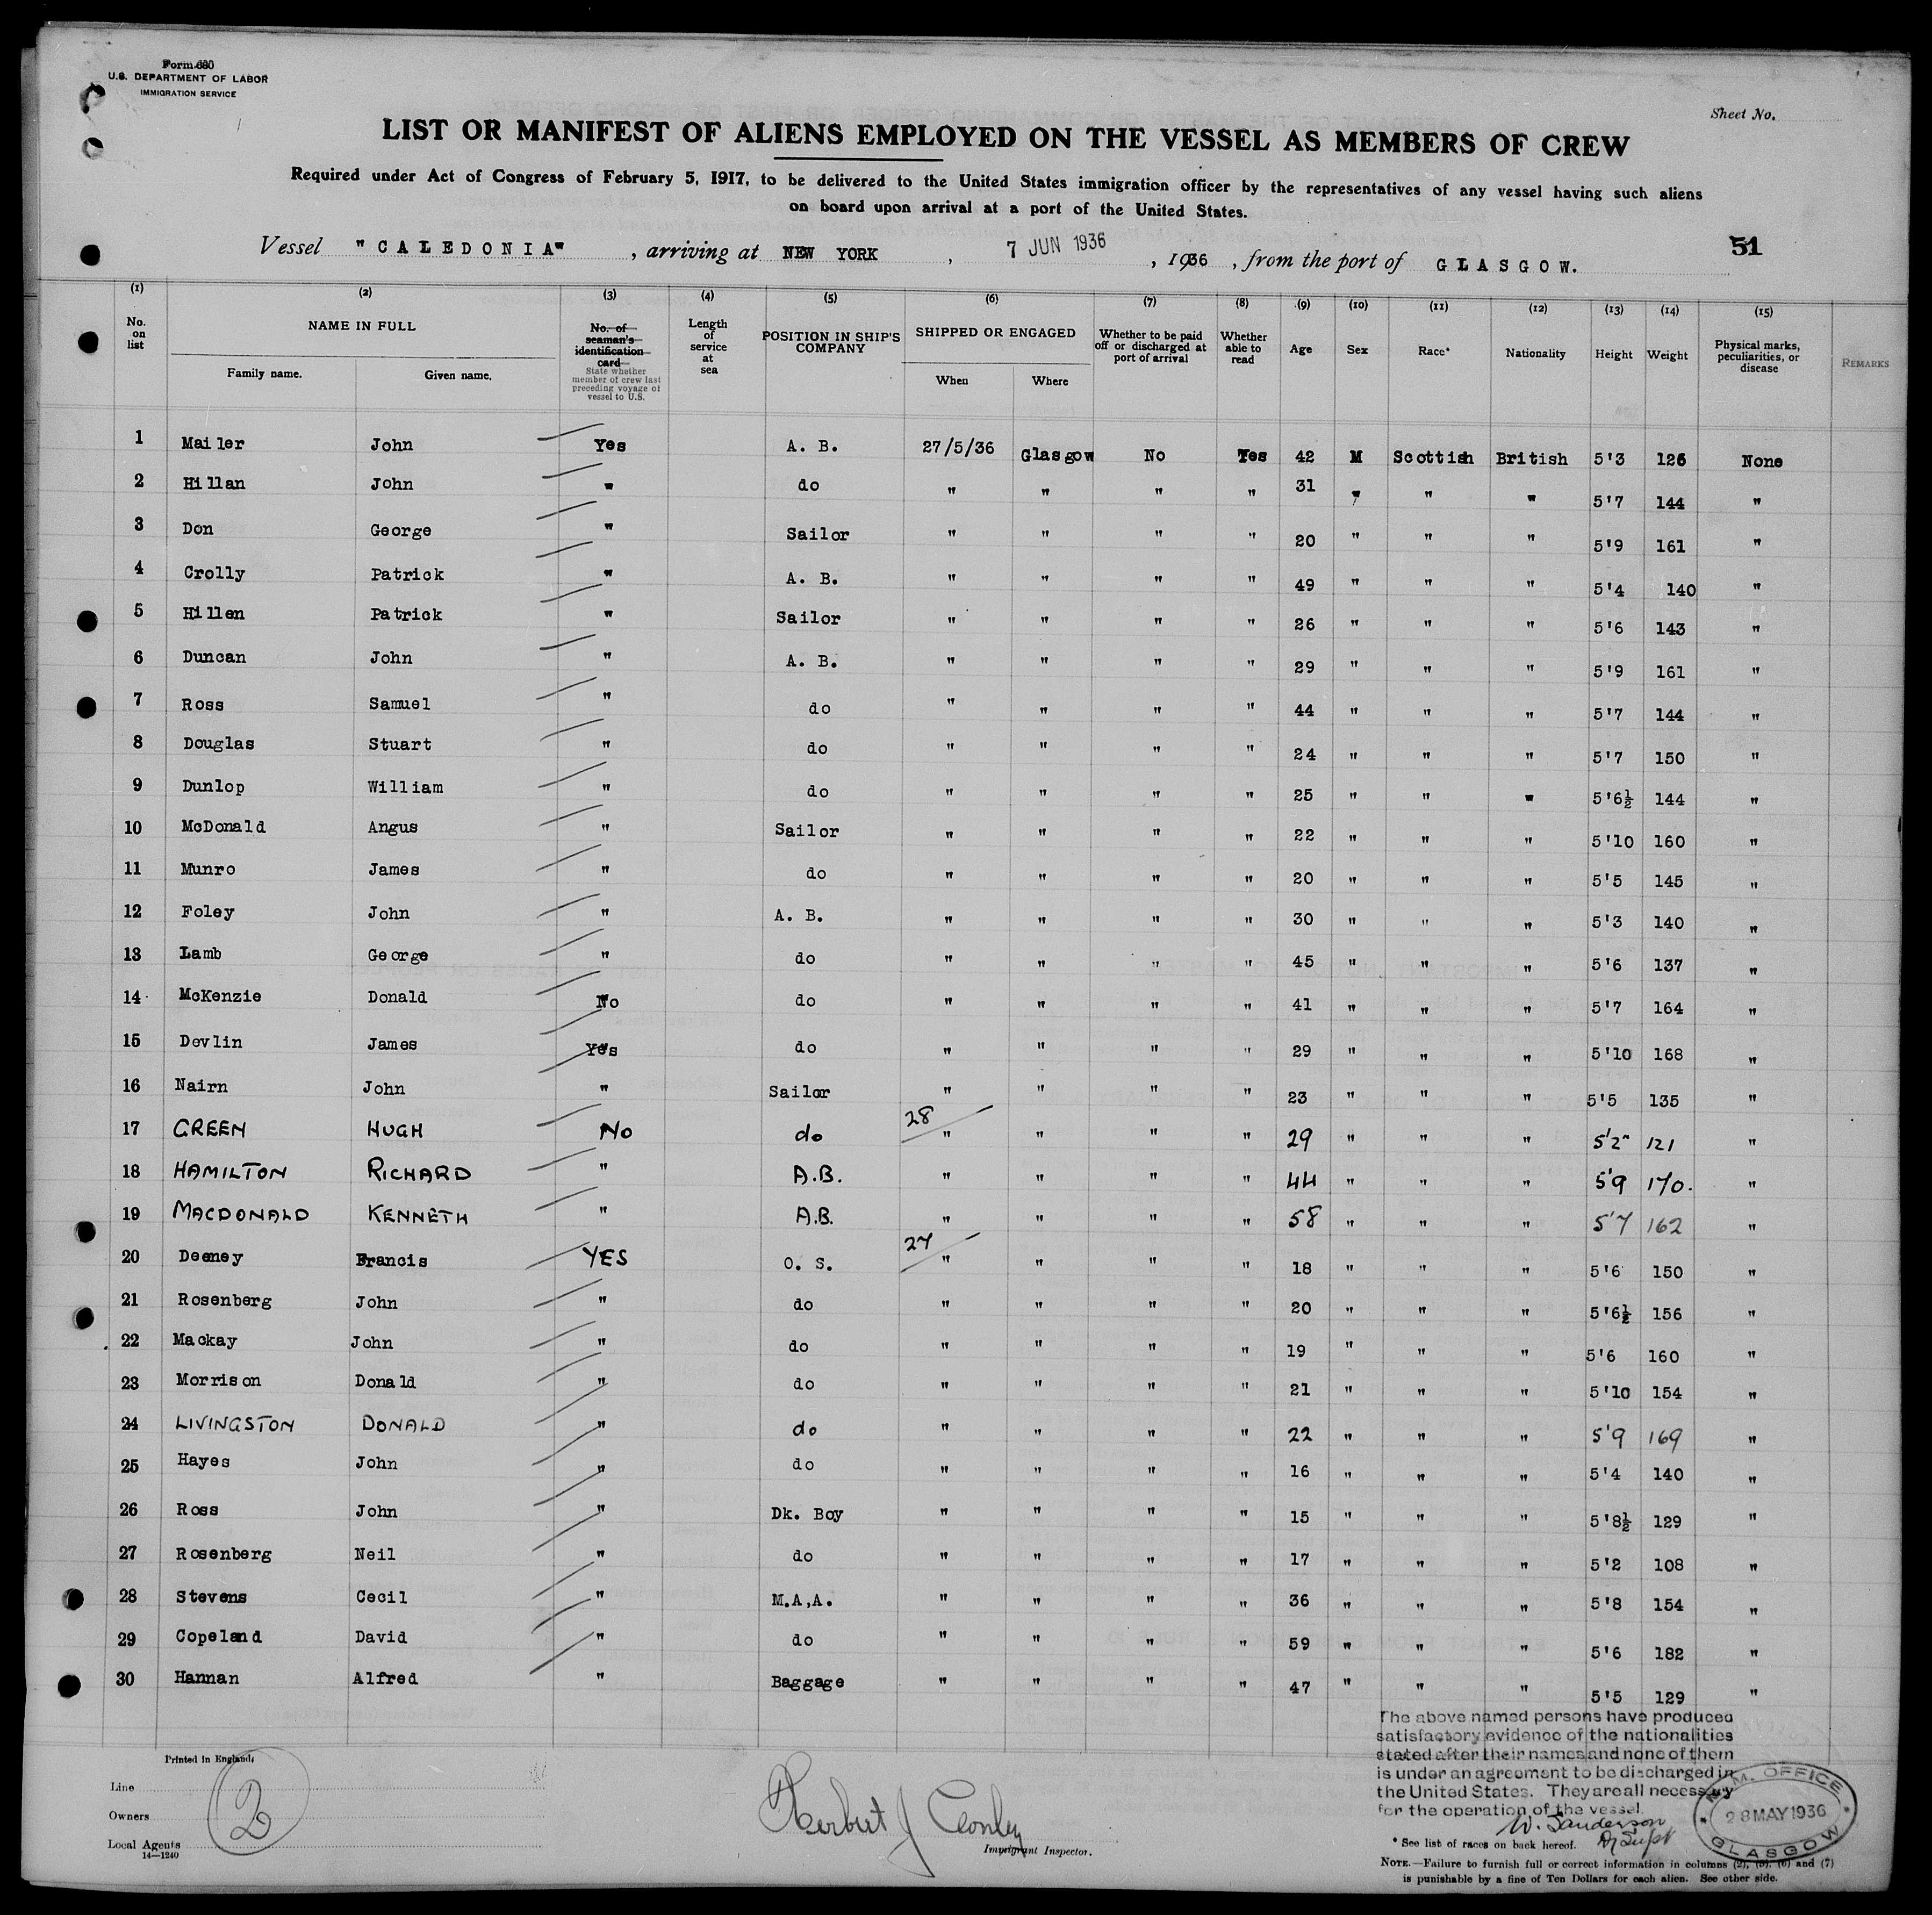 Form 680
U.S. DEPARTMENT OF LABOR
IMMIGRATION SERVICE
Sheet No.
LIST OR MANIFEST OF ALIENS EMPLOYED ON THE VESSEL AS MEMBERS OF CREW
Required under Act of Congress of February 5, 1917, to be delivered to the United States immigration officer by the representatives of any vessel having such aliens
on board upon arrival at a port of the United States.
Vessel "CALEDONIA", arriving at NEW YORK, 7 JUN 1936, 1936, from the port of GLASGOW. 51
(1) (2) (3) (4) (5) (6) (7) (8) (9) (10) (11) (12) (13) (14) (15)
No. on list NAME IN FULL Family name. Given name. No. of seaman's identification card State whether member of crew last preceding voyage of vessel to U.S. Length of service at sea POSITION IN SHIP'S COMPANY SHIPPED OR ENGAGED When Where Whether to be paid off or discharged at port of arrival Whether able to read Age Sex Race* Nationality Height Weight Physical marks, peculiarities, or disease REMARKS
1 Mailer John Yes A. B. 27/5/36 Glasgow No Yes 42 M Scottish British 5'3 126 None
2 Hillan John " do " " " " 31 " " " 5'7 144 "
3 Don George " Sailor " " " " 20 " " " 5'9 161 "
4 Crolly Patrick " A. B. " " " " 49 " " " 5'4 140 "
5 Hillen Patrick " Sailor " " " " 26 " " " 5'6 143 "
6 Duncan John " A. B. " " " " 29 " " " 5'9 161 "
7 Ross Samuel " do " " " " 44 " " " 5'7 144 "
8 Douglas Stuart " do " " " " 24 " " " 5'7 150 "
9 Dunlop William " do " " " " 25 " " " 5'6½ 144 "
10 McDonald Angus " Sailor " " " " 22 " " " 5'10 160 "
11 Munro James " do " " " " 20 " " " 5'5 145 "
12 Foley John " A. B. " " " " 30 " " " 5'3 140 "
13 Lamb George " do " " " " 45 " " " 5'6 137 "
14 McKenzie Donald No do " " " " 41 " " " 5'7 164 "
15 Devlin James Yes do " " " " 29 " " " 5'10 168 "
16 Nairn John " Sailor " " " " 23 " " " 5'5 135 "
17 GREEN HUGH No do 28 " " " " 29 " " " 5'2" 121 "
18 HAMILTON RICHARD " A.B. " " " " 44 " " " 5'9 170. "
19 MACDONALD KENNETH " A.B. " " " " 58 " " " 5'7 162 "
20 Deeney Francis YES O. S. 27 " " " " 18 " " " 5'6 150 "
21 Rosenberg John " do " " " " 20 " " " 5'6½ 156 "
22 Mackay John " do " " " " 19 " " " 5'6 160 "
23 Morrison Donald " do " " " " 21 " " " 5'10 154 "
24 LIVINGSTON DONALD " do " " " " 22 " " " 5'9 169 "
25 Hayes John " do " " " " 16 " " " 5'4 140 "
26 Ross John " Dk. Boy " " " " 15 " " " 5'8½ 129 "
27 Rosenberg Neil " do " " " " 17 " " " 5'2 108 "
28 Stevens Cecil " M.A,A. " " " " 36 " " " 5'8 154 "
29 Copeland David " do " " " " 59 " " " 5'6 182 "
30 Hannan Alfred " Baggage " " " " 47 " " " 5'5 129 "
The above named persons have produced
satisfactory evidence of the nationalities
stated after their names and none of them
is under an agreement to be discharged in
the United States. They are all necessary
for the operation of the vessel.
Printed in England.
Line
Owners
Local Agents
14—1240
2
Herbert J Conley
Immigrant Inspector.
W. Sanderson
M.M. OFFICE
28 MAY 1936
GLASGOW
* See list of races on back hereof.
NOTE.—Failure to furnish full or correct information in columns (2), (5), (6) and (7)
is punishable by a fine of Ten Dollars for each alien. See other side.